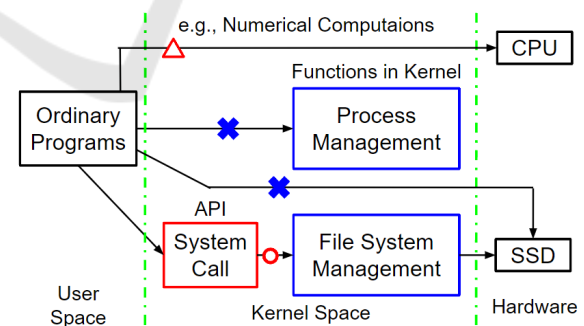 e.g., Numerical Computaions
CPU
Functions in Kernel
Ordinary
Programs
Process
Management
API
System
Call
File System
Management
SSD
User
Space
Kernel Space
Hardware